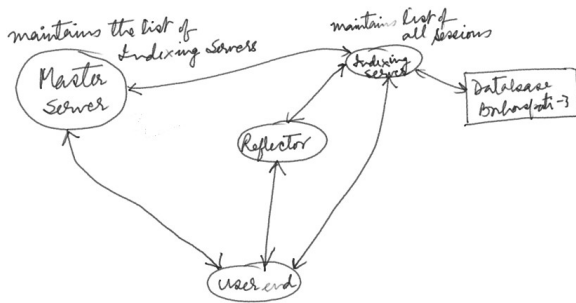 maintains the list of
Indexing Servers
maintains list of
all sessions
Master
Server
Indexing
server
Database
Reflector
user end